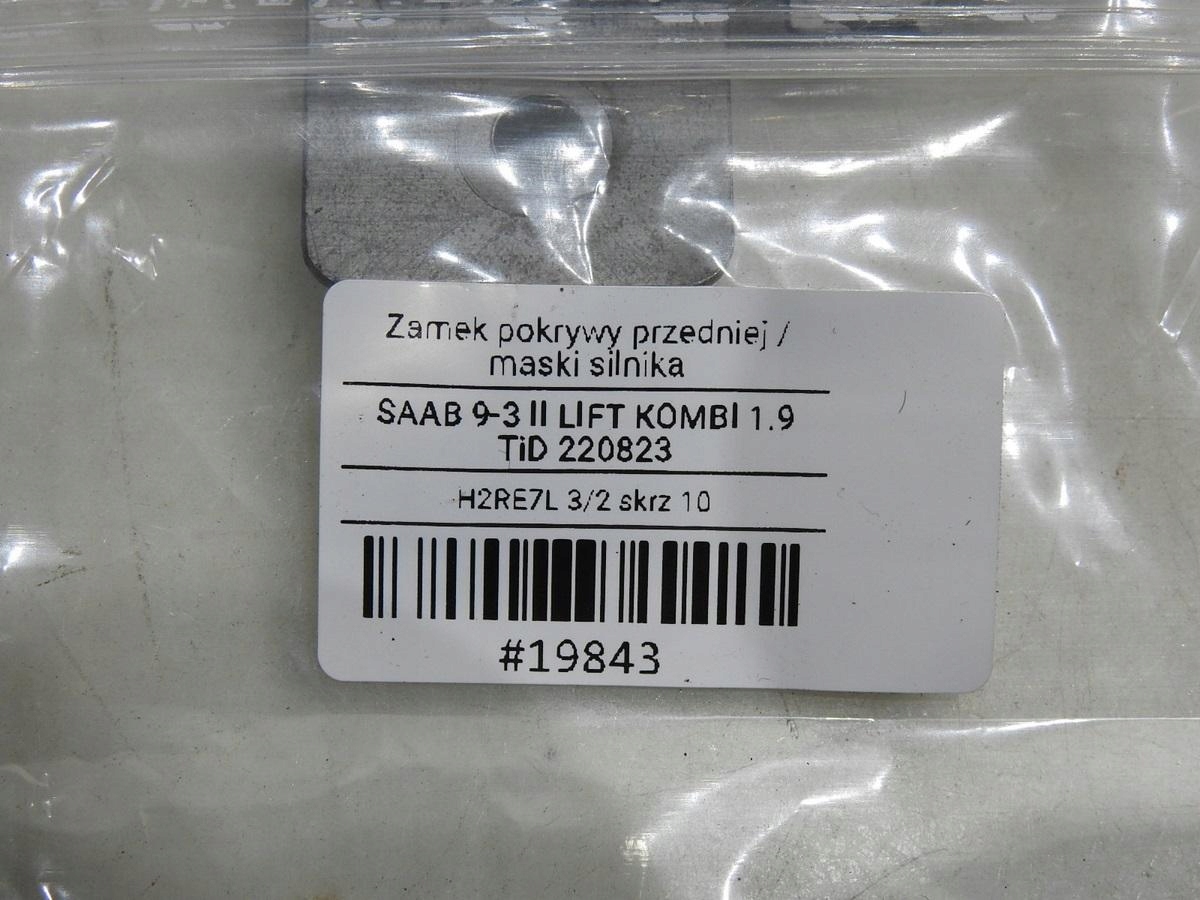 Zamek pokrywy przedniej /
maski silnika
SAAB 9-3 II LIFT KOMBI 1.9
TiD 220823
H2RE7L 3/2 skrz 10
#19843